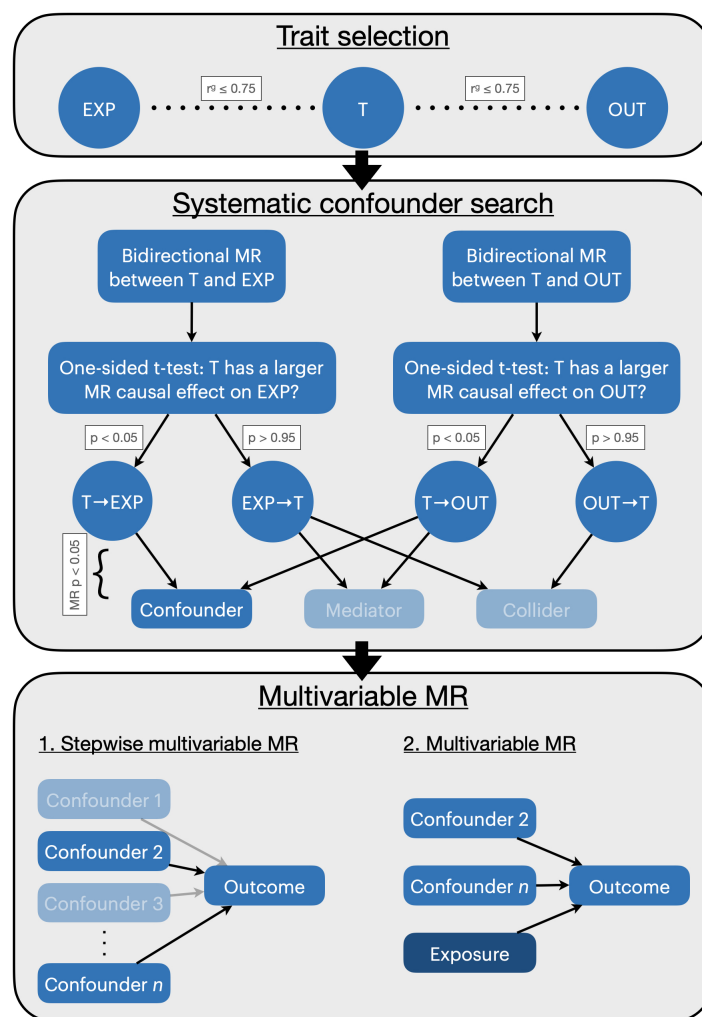 Trait selection
EXP
rᵍ ≤ 0.75
T
rᵍ ≤ 0.75
OUT
Systematic confounder search
Bidirectional MR
between T and EXP
Bidirectional MR
between T and OUT
One-sided t-test: T has a larger
MR causal effect on EXP?
One-sided t-test: T has a larger
MR causal effect on OUT?
p < 0.05
p > 0.95
p < 0.05
p > 0.95
T→EXP
EXP→T
T→OUT
OUT→T
MR p < 0.05
Confounder
Mediator
Collider
Multivariable MR
1. Stepwise multivariable MR
Confounder 1
Confounder 2
Confounder 3
Confounder n
Outcome
2. Multivariable MR
Confounder 2
Confounder n
Exposure
Outcome